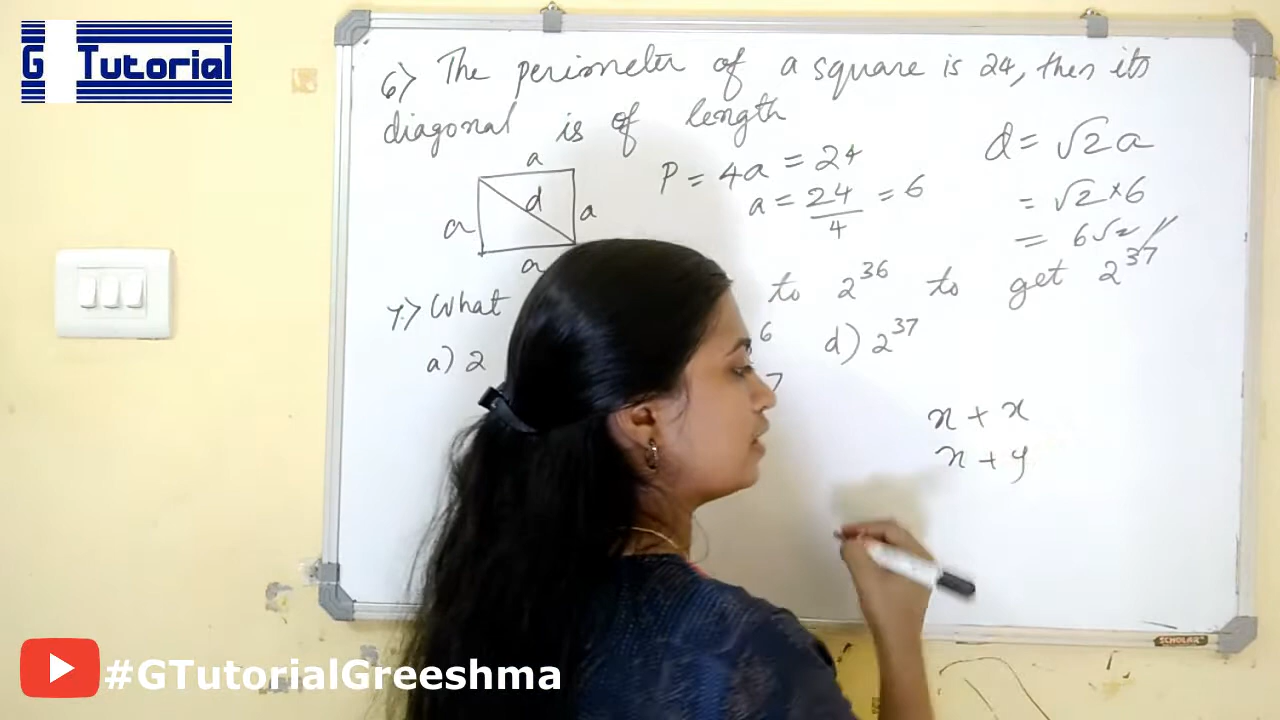 G Tutorial
6) The perimeter of a square is 24, then its
diagonal is of length
a
a
d
a
a
P = 4a = 24
a = 24/4 = 6
d = √2a
= √2 × 6
= 6√2 //
7) What to 2^36 to get 2^37
a) 2 6 d) 2^37
7
x + x
x + y
SCHOLAR
#GTutorialGreeshma